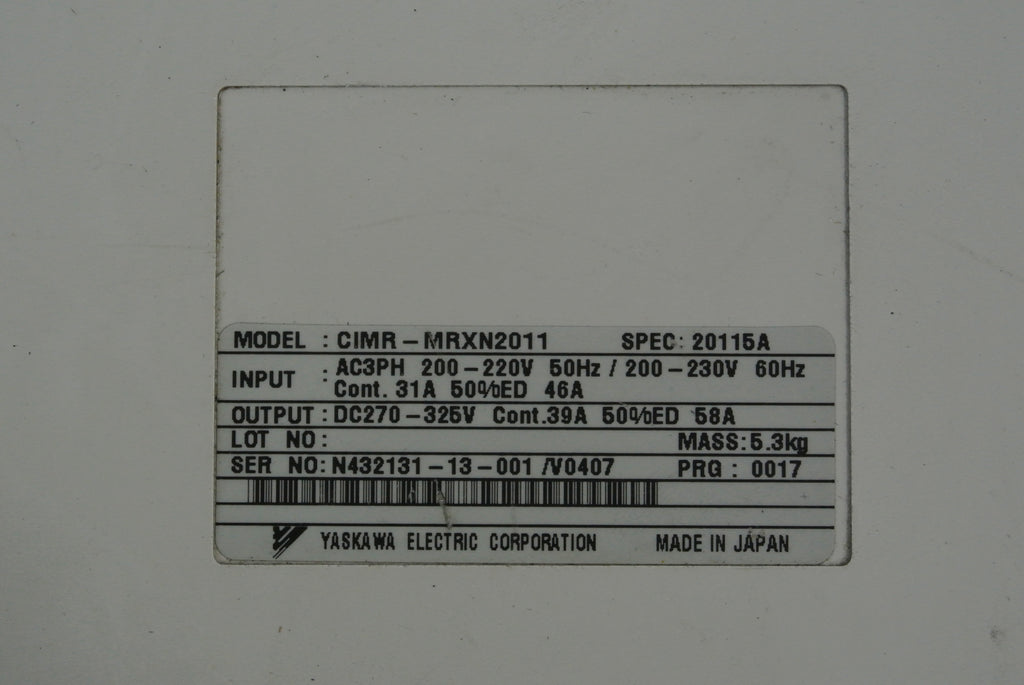 MODEL : CIMR-MRXN2011 SPEC: 20115A
INPUT : AC3PH 200-220V 50Hz / 200-230V 60Hz
Cont. 31A 50%ED 46A
OUTPUT : DC270-325V Cont.39A 50%ED 58A
LOT NO : MASS: 5.3kg
SER NO: N432131-13-001 /V0407 PRG : 0017
YASKAWA ELECTRIC CORPORATION MADE IN JAPAN